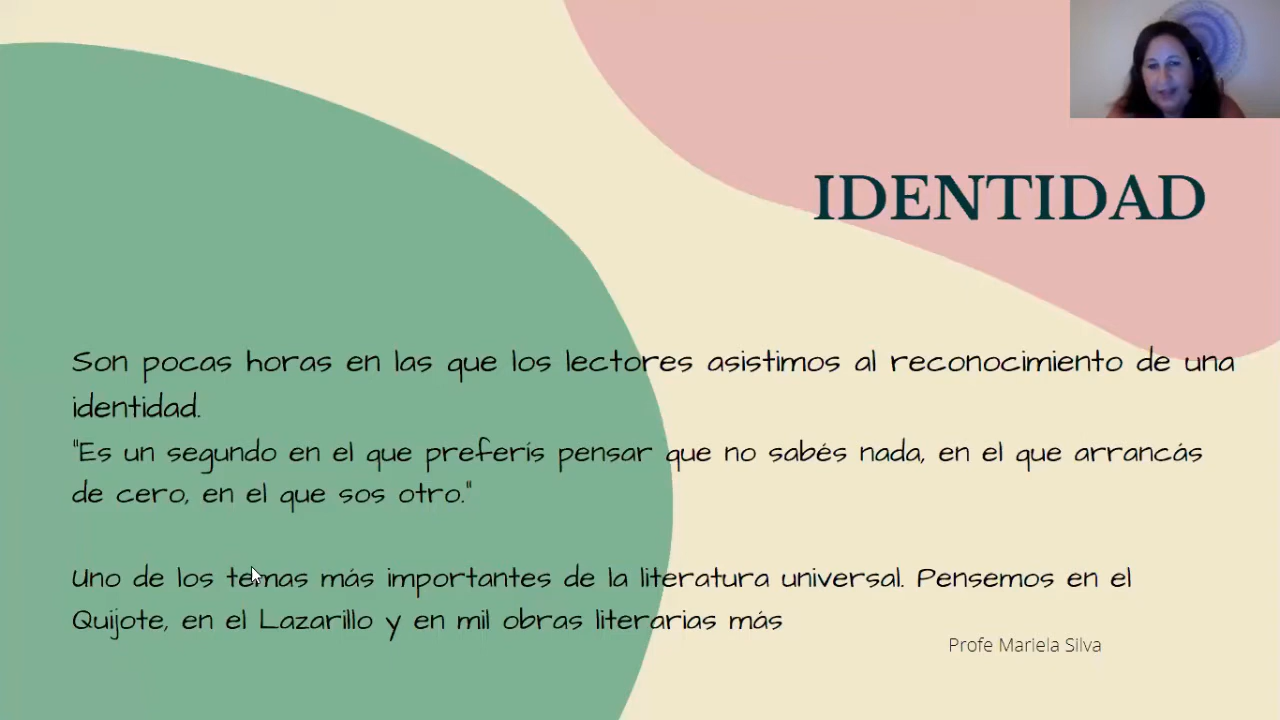 IDENTIDAD
Son pocas horas en las que los lectores asistimos al reconocimiento de una
identidad.
"Es un segundo en el que preferís pensar que no sabés nada, en el que arrancás
de cero, en el que sos otro."
Uno de los temas más importantes de la literatura universal. Pensemos en el
Quijote, en el Lazarillo y en mil obras literarias más
Profe Mariela Silva